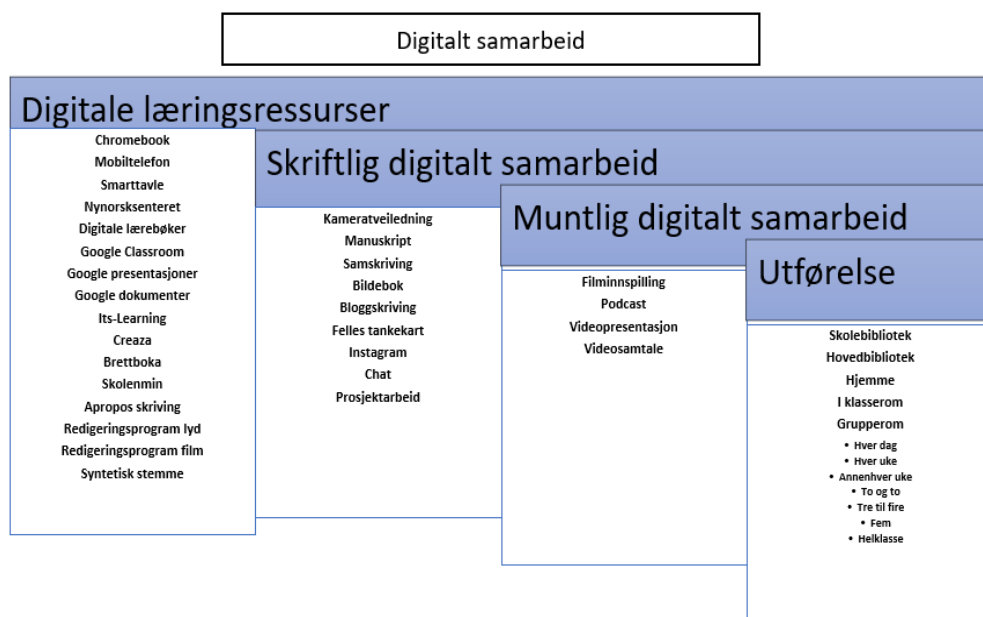 Digitalt samarbeid
Digitale læringsressurser
Chromebook
Mobiltelefon
Smarttavle
Nynorsksenteret
Digitale lærebøker
Google Classroom
Google presentasjoner
Google dokumenter
Its-Learning
Creaza
Brettboka
Skolenmin
Apropos skriving
Redigeringsprogram lyd
Redigeringsprogram film
Syntetisk stemme
Skriftlig digitalt samarbeid
Kameratveiledning
Manuskript
Samskriving
Bildebok
Bloggskriving
Felles tankekart
Instagram
Chat
Prosjektarbeid
Muntlig digitalt samarbeid
Filminnspilling
Podcast
Videopresentasjon
Videosamtale
Utførelse
Skolebibliotek
Hovedbibliotek
Hjemme
I klasserom
Grupperom
• Hver dag
• Hver uke
• Annenhver uke
• To og to
• Tre til fire
• Fem
• Helklasse